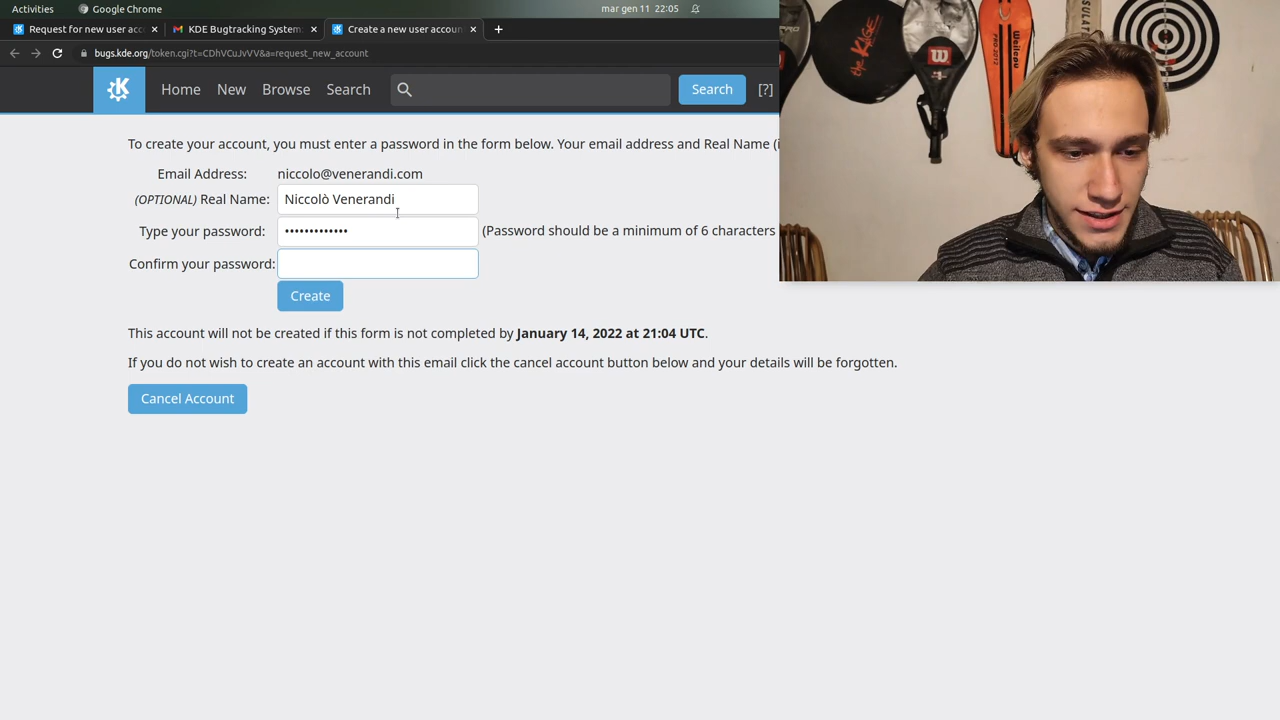 Activities Google Chrome mar gen 11 22:05
Request for new user acc × KDE Bugtracking System × Create a new user accoun × +
bugs.kde.org/token.cgi?t=CDhVCuJvVV&a=request_new_account
Home New Browse Search Search [?]
To create your account, you must enter a password in the form below. Your email address and Real Name (i
Email Address: niccolo@venerandi.com
(OPTIONAL) Real Name: Niccolò Venerandi
Type your password: ••••••••••••• (Password should be a minimum of 6 characters
Confirm your password:
Create
This account will not be created if this form is not completed by January 14, 2022 at 21:04 UTC.
If you do not wish to create an account with this email click the cancel account button below and your details will be forgotten.
Cancel Account
the KAGE
W
Weileou
PRO.2072